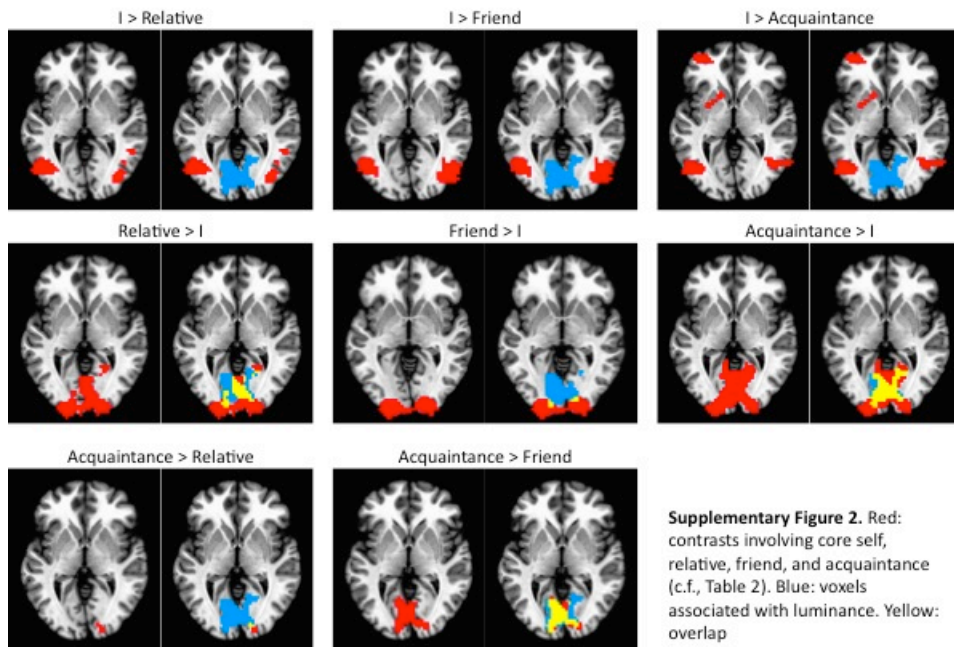 I > Relative
I > Friend
I > Acquaintance
Relative > I
Friend > I
Acquaintance > I
Acquaintance > Relative
Acquaintance > Friend
Supplementary Figure 2. Red:
contrasts involving core self,
relative, friend, and acquaintance
(c.f., Table 2). Blue: voxels
associated with luminance. Yellow:
overlap